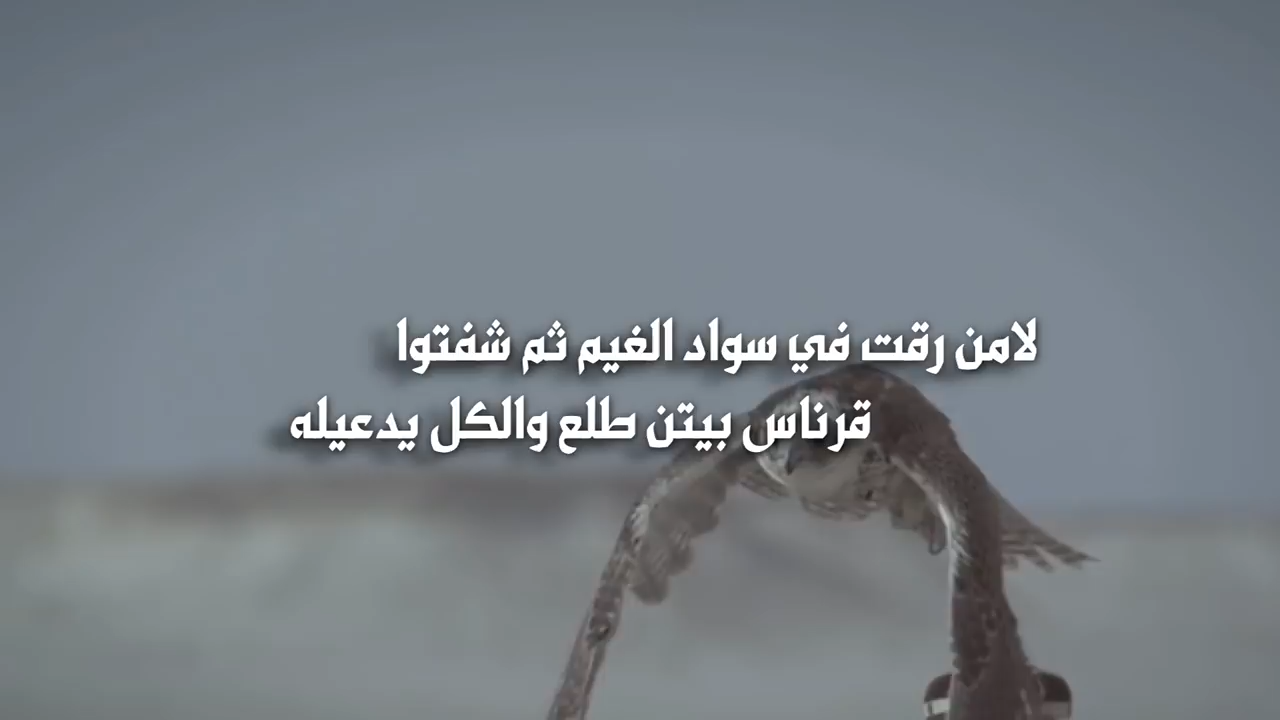 لامن رقت في سواد الغيم ثم شفتوا
قرناس بيتن طلع والكل يدعيله